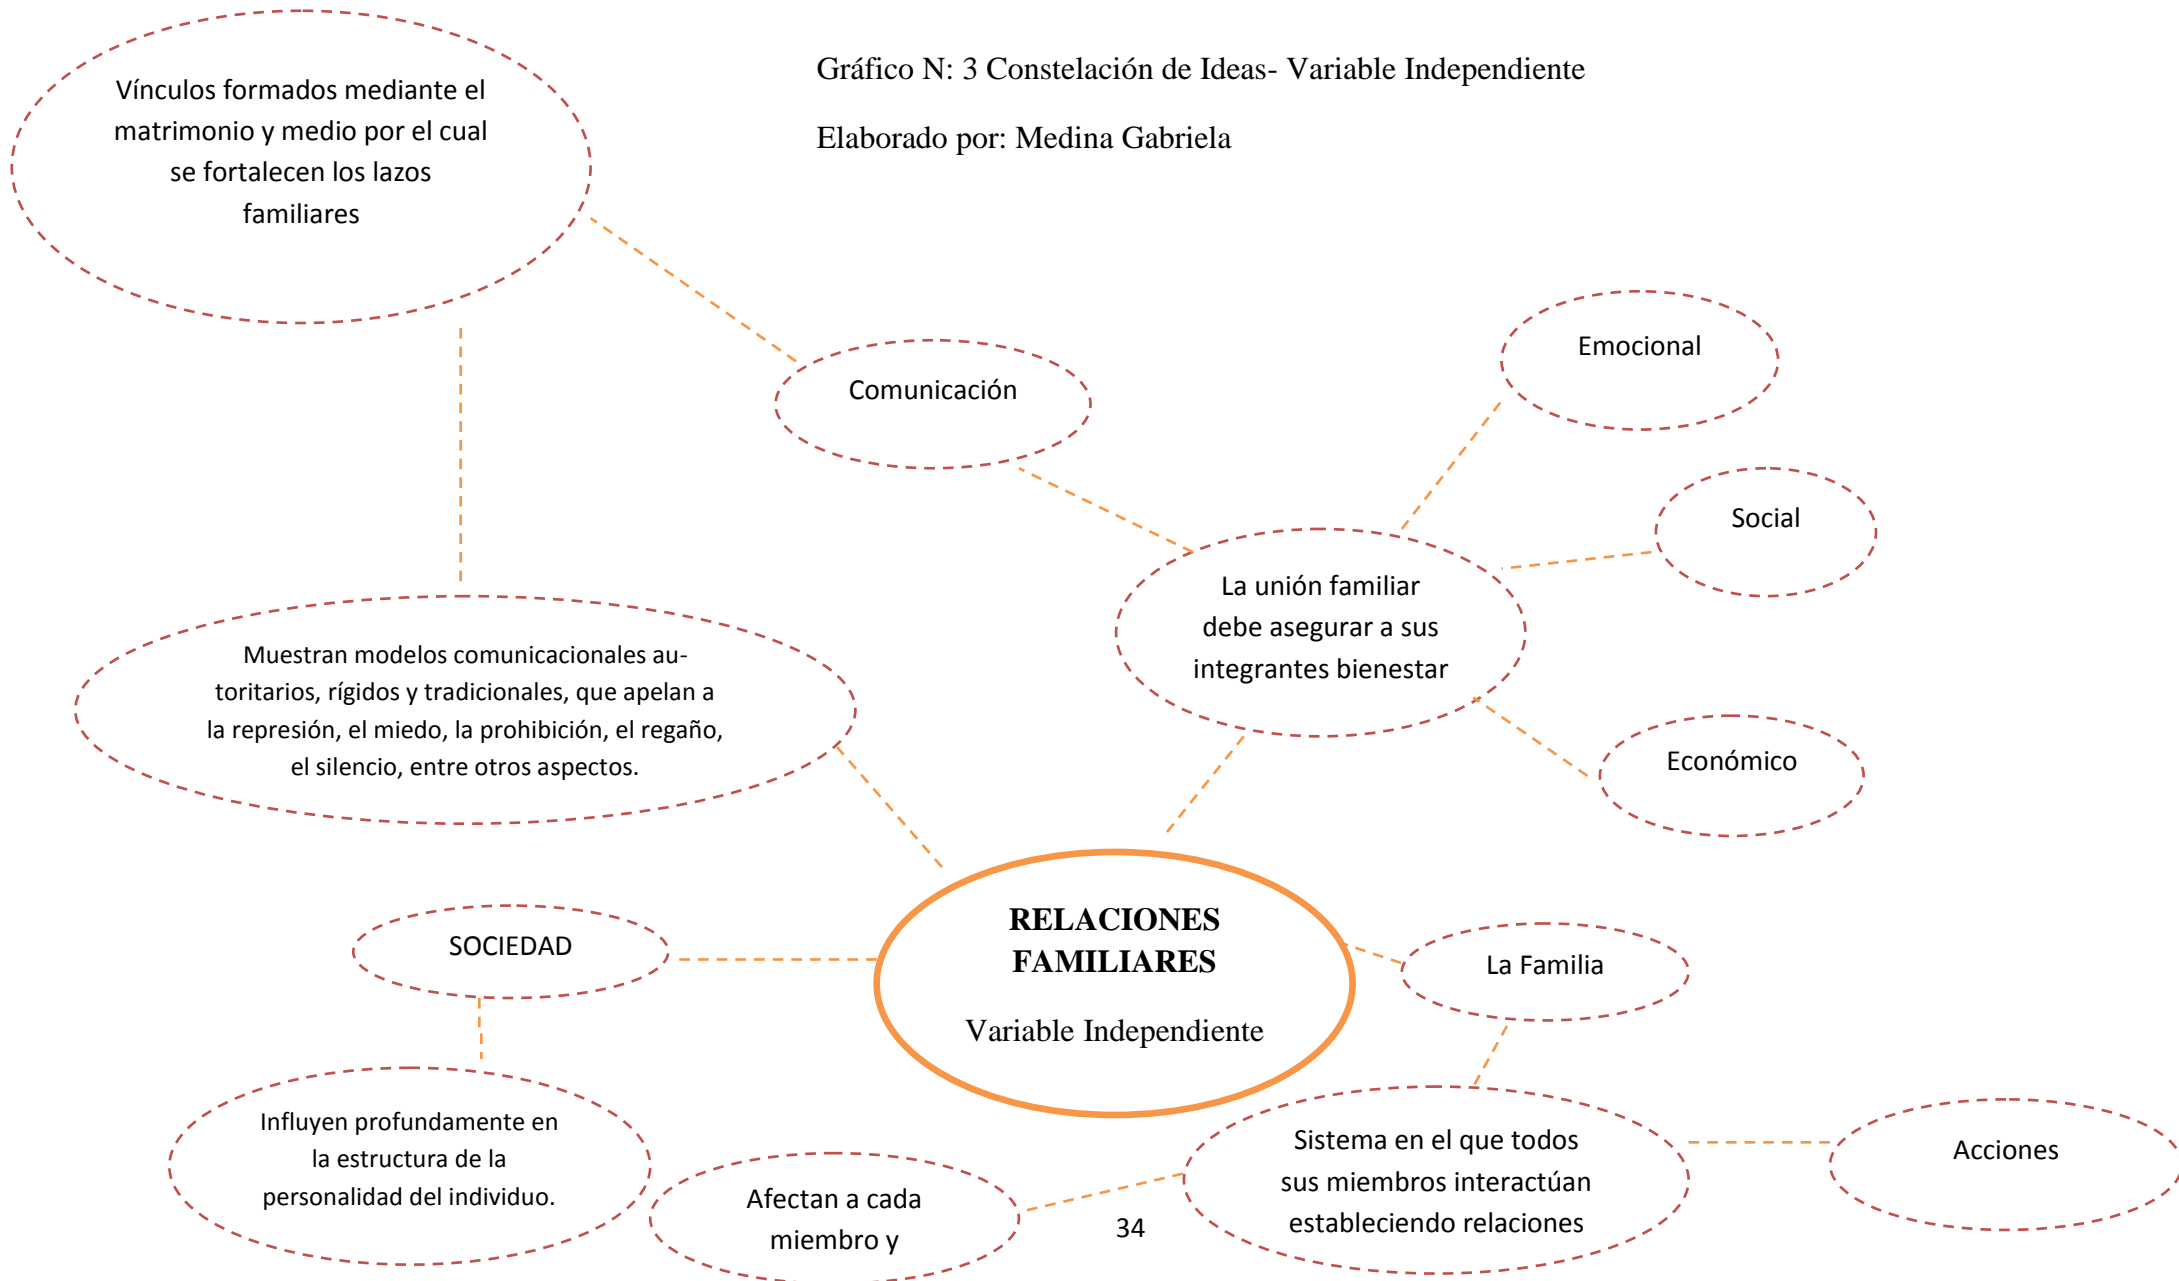 Gráfico N: 3 Constelación de Ideas- Variable Independiente
Elaborado por: Medina Gabriela
Vínculos formados mediante el
matrimonio y medio por el cual
se fortalecen los lazos
familiares
Comunicación
Emocional
Social
La unión familiar
debe asegurar a sus
integrantes bienestar
Económico
Muestran modelos comunicacionales au-
toritarios, rígidos y tradicionales, que apelan a
la represión, el miedo, la prohibición, el regaño,
el silencio, entre otros aspectos.
RELACIONES
FAMILIARES
Variable Independiente
SOCIEDAD
La Familia
Influyen profundamente en
la estructura de la
personalidad del individuo.
Afectan a cada
miembro y
Sistema en el que todos
sus miembros interactúan
estableciendo relaciones
Acciones
34